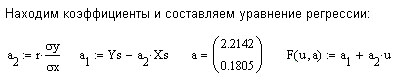 Находим коэффициенты и составляем уравнение регрессии:
a₂ := r·σy/σx    a₁ := Ys − a₂·Xs    a = (2.2142 0.1805)    F(u,a) := a₁ + a₂·u